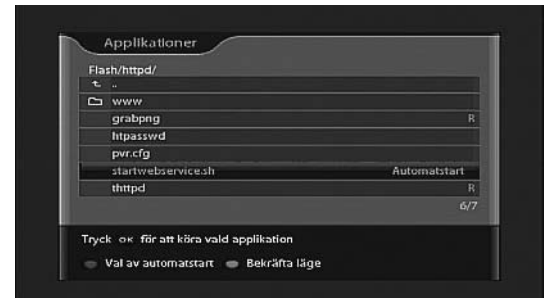 Applikationer
Flash/httpd/
..
www
grabpng R
htpasswd
pvr.cfg
startwebservice.sh Automatstart
thttpd R
6/7
Tryck OK för att köra vald applikation
Val av automatstart Bekräfta läge